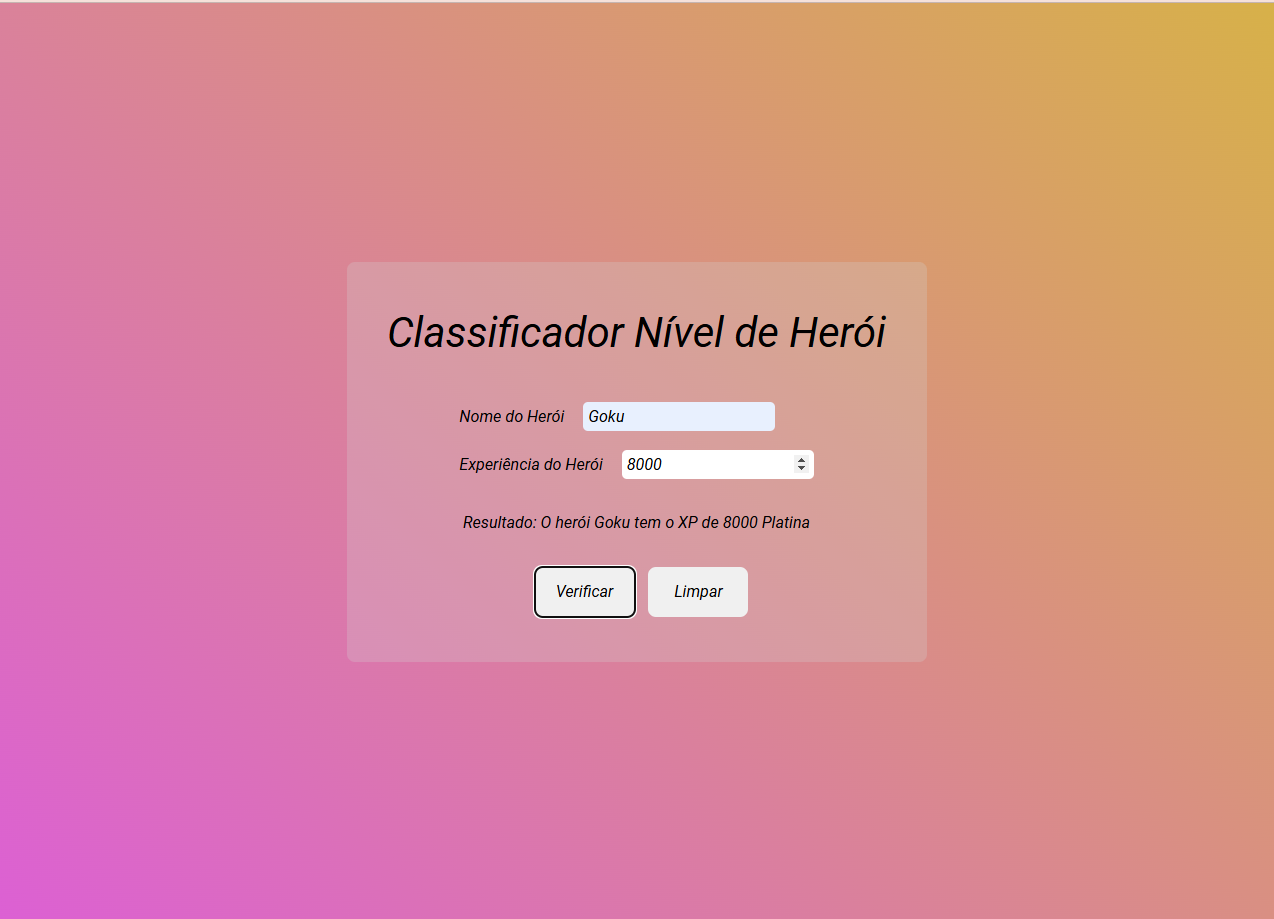 Classificador Nível de Herói
Nome do Herói Goku
Experiência do Herói 8000
Resultado: O herói Goku tem o XP de 8000 Platina
Verificar Limpar